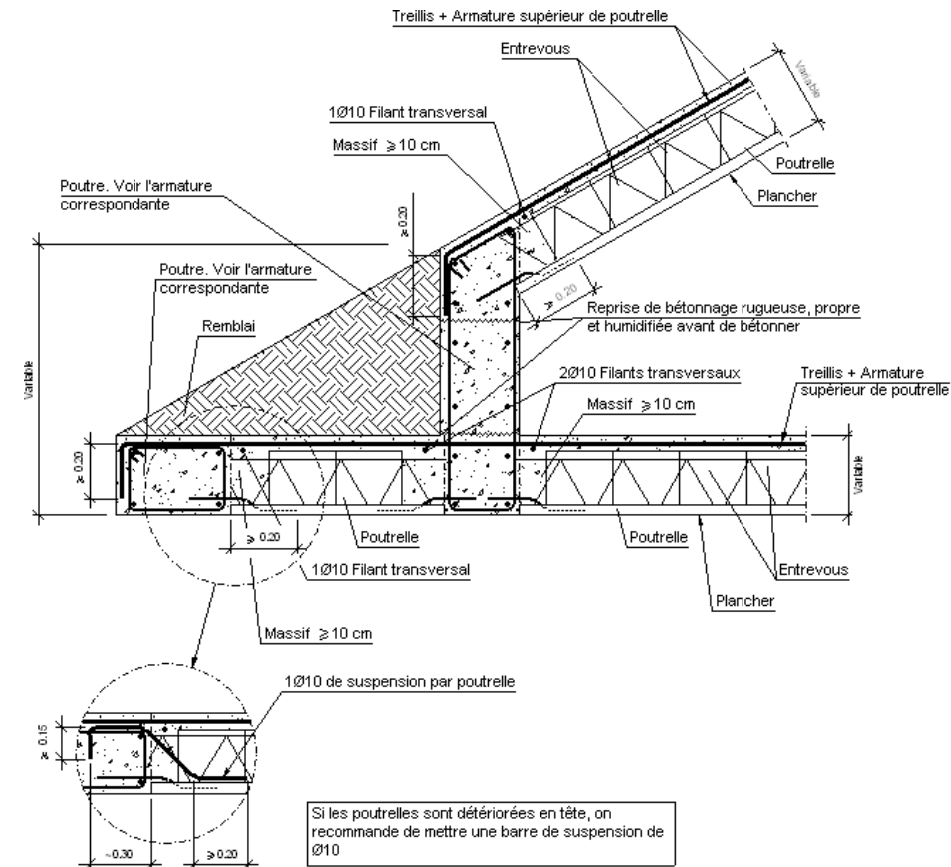 Treillis + Armature supérieur de poutrelle
Entrevous
Variable
1Ø10 Filant transversal
Massif ≥ 10 cm
Poutrelle
Plancher
Poutre. Voir l'armature
correspondante
≥ 0.20
Poutre. Voir l'armature
correspondante
≥ 0.20
Reprise de bétonnage rugueuse, propre
et humidifiée avant de bétonner
Remblai
Variable
2Ø10 Filants transversaux
Treillis + Armature
supérieur de poutrelle
Massif ≥ 10 cm
≥ 0.20
Variable
≥ 0.20
Poutrelle
Poutrelle
Entrevous
1Ø10 Filant transversal
Plancher
Massif ≥ 10 cm
1Ø10 de suspension par poutrelle
≥ 0.15
Si les poutrelles sont détériorées en tête, on
recommande de mettre une barre de suspension de
Ø10
~0.30
≥ 0.20